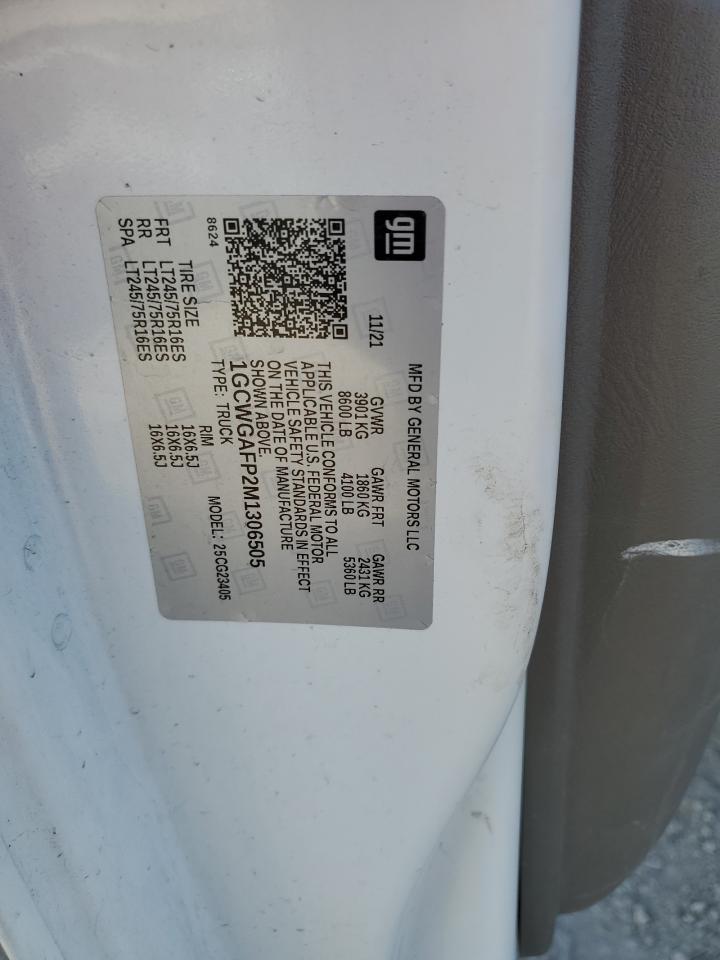 gm
MFD BY GENERAL MOTORS LLC
11/21
GVWR GAWR FRT GAWR RR
3901 KG 1860 KG 2431 KG
8600 LB 4100 LB 5360 LB
THIS VEHICLE CONFORMS TO ALL
APPLICABLE U.S. FEDERAL MOTOR
VEHICLE SAFETY STANDARDS IN EFFECT
ON THE DATE OF MANUFACTURE
SHOWN ABOVE.
1GCWGAFP2M1306505
TYPE: TRUCK MODEL: 25CG23405
8624
TIRE SIZE RIM
FRT LT245/75R16ES 16X6.5J
RR LT245/75R16ES 16X6.5J
SPA LT245/75R16ES 16X6.5J